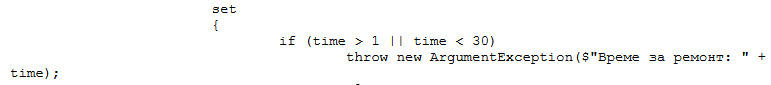 set
{
if (time > 1 || time < 30)
throw new ArgumentException($"Време за ремонт: " +
time);